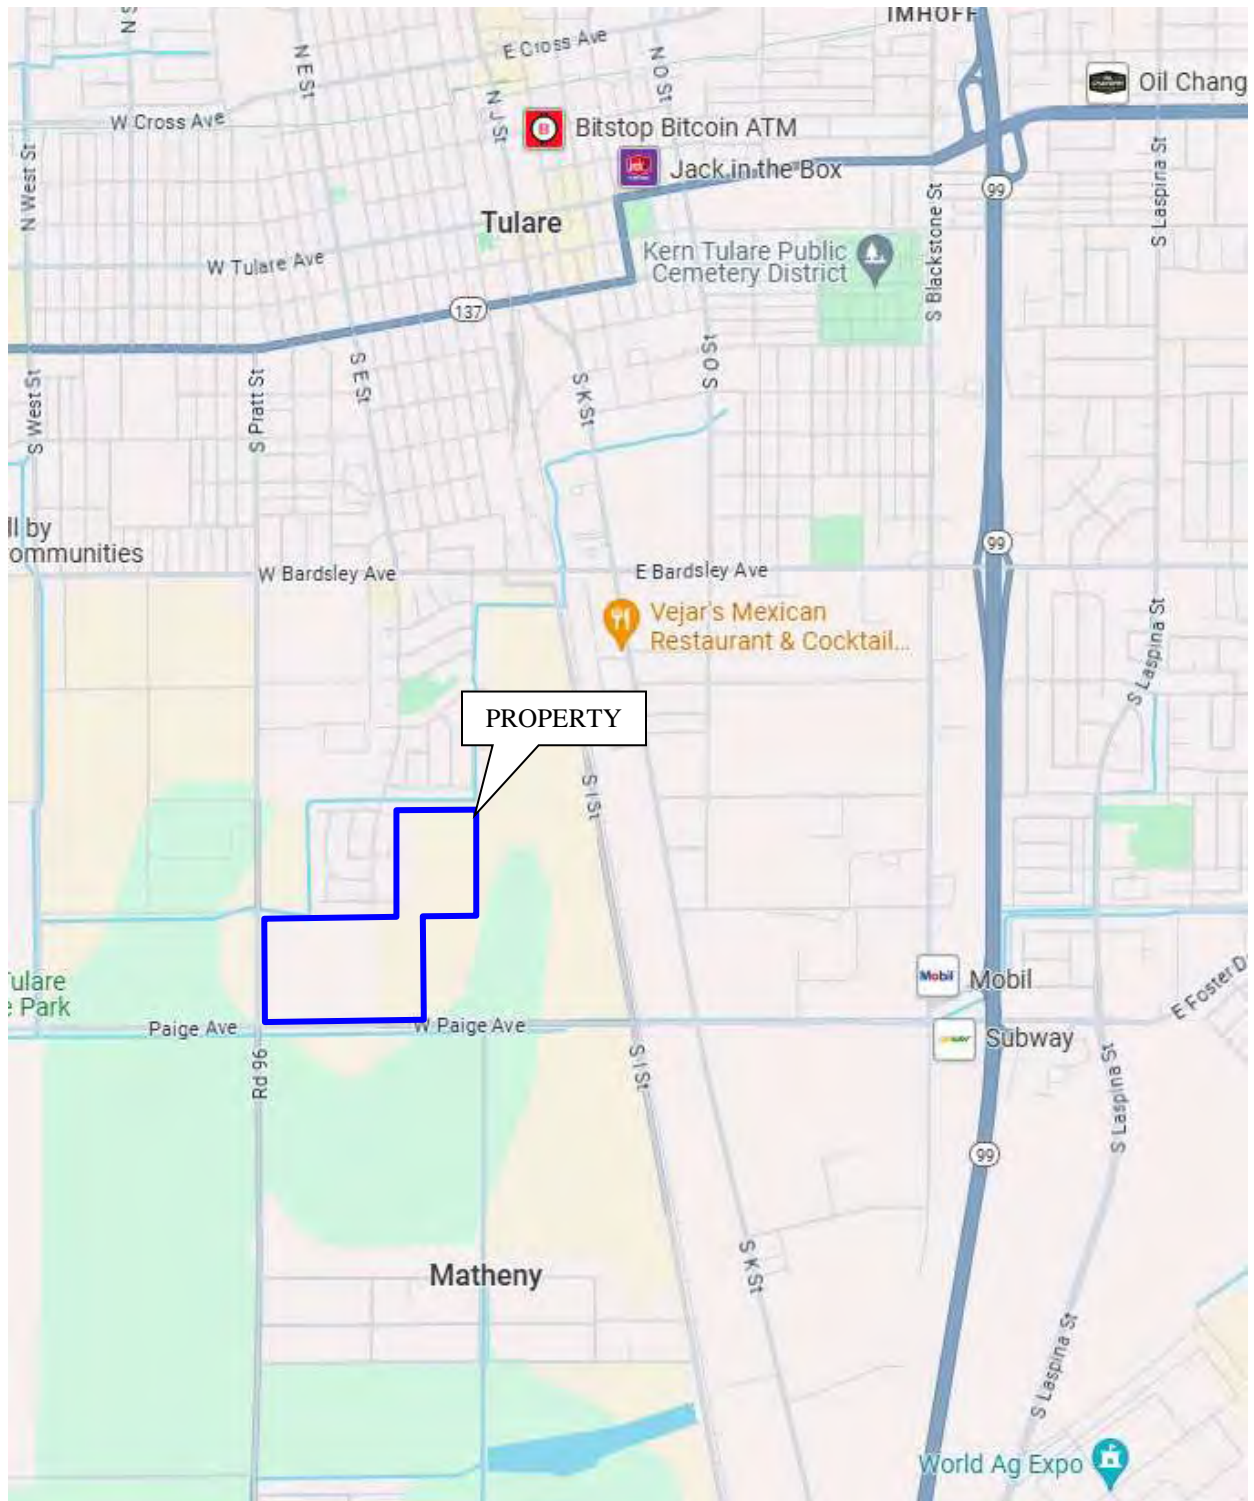 IMHOFF
N S
N E St
E Cross Ave
N O St
Oil Chang
W Cross Ave
N J St
Bitstop Bitcoin ATM
Jack in the Box
N West St
99
S Laspina St
Tulare
S Blackstone St
Kern Tulare Public
Cemetery District
W Tulare Ave
137
S West St
S Pratt St
S E St
S K St
S O St
ll by
ommunities
W Bardsley Ave
E Bardsley Ave
99
Vejar's Mexican
Restaurant & Cocktail...
S Laspina St
PROPERTY
S I St
Mobil
Mobil
E Foster D
ulare
e Park
Paige Ave
W Paige Ave
Subway
Rd 96
S I St
S Laspina St
99
Matheny
S K St
S Laspina St
World Ag Expo